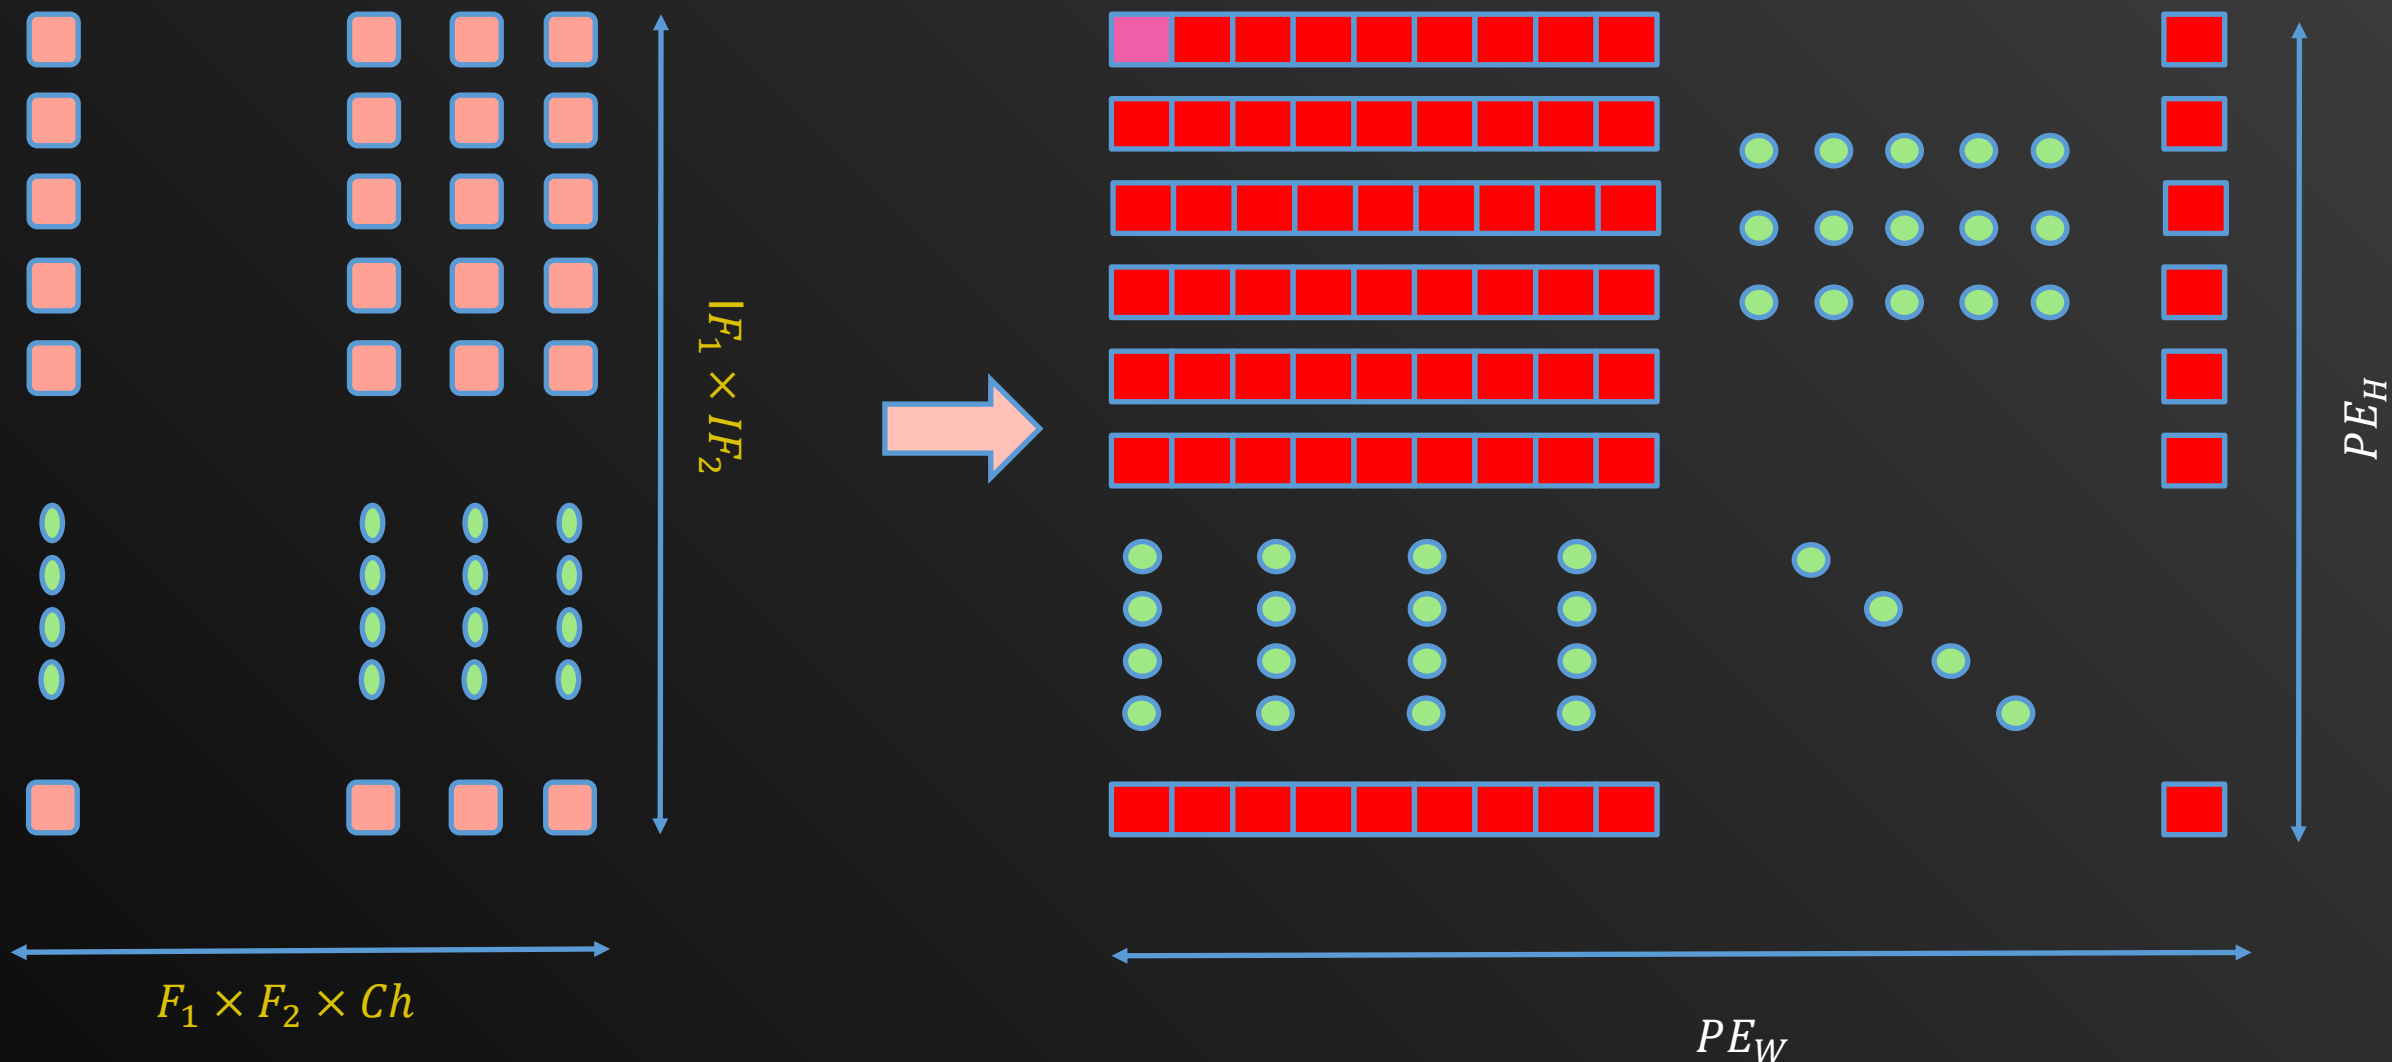 IF₁ × IF₂
PE_H
F₁ × F₂ × Ch
PE_W